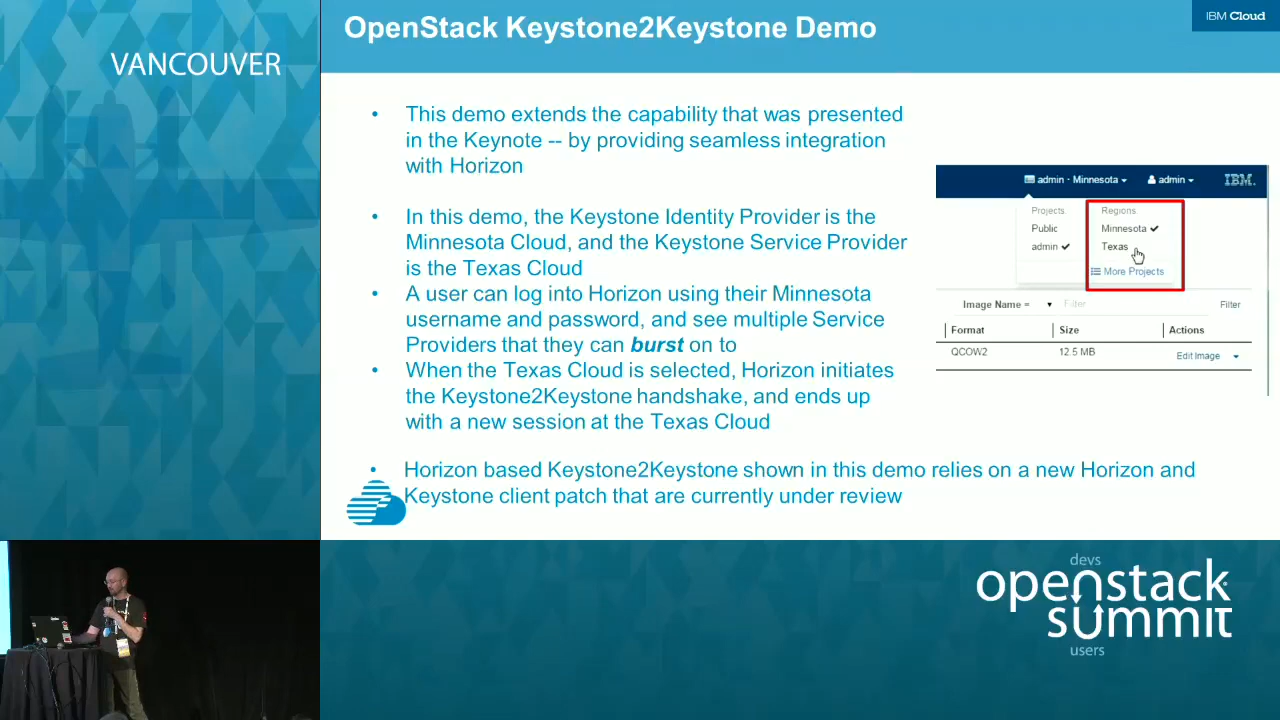 VANCOUVER
OpenStack Keystone2Keystone Demo
IBM Cloud
• This demo extends the capability that was presented
in the Keynote -- by providing seamless integration
with Horizon
• In this demo, the Keystone Identity Provider is the
Minnesota Cloud, and the Keystone Service Provider
is the Texas Cloud
• A user can log into Horizon using their Minnesota
username and password, and see multiple Service
Providers that they can burst on to
• When the Texas Cloud is selected, Horizon initiates
the Keystone2Keystone handshake, and ends up
with a new session at the Texas Cloud
• Horizon based Keystone2Keystone shown in this demo relies on a new Horizon and
Keystone client patch that are currently under review
admin · Minnesota admin IBM.
Projects: Regions
Public Minnesota
admin Texas
More Projects
Image Name = Filter Filter
Format Size Actions
QCOW2 12.5 MB Edit Image
devs
openstack
summit
users